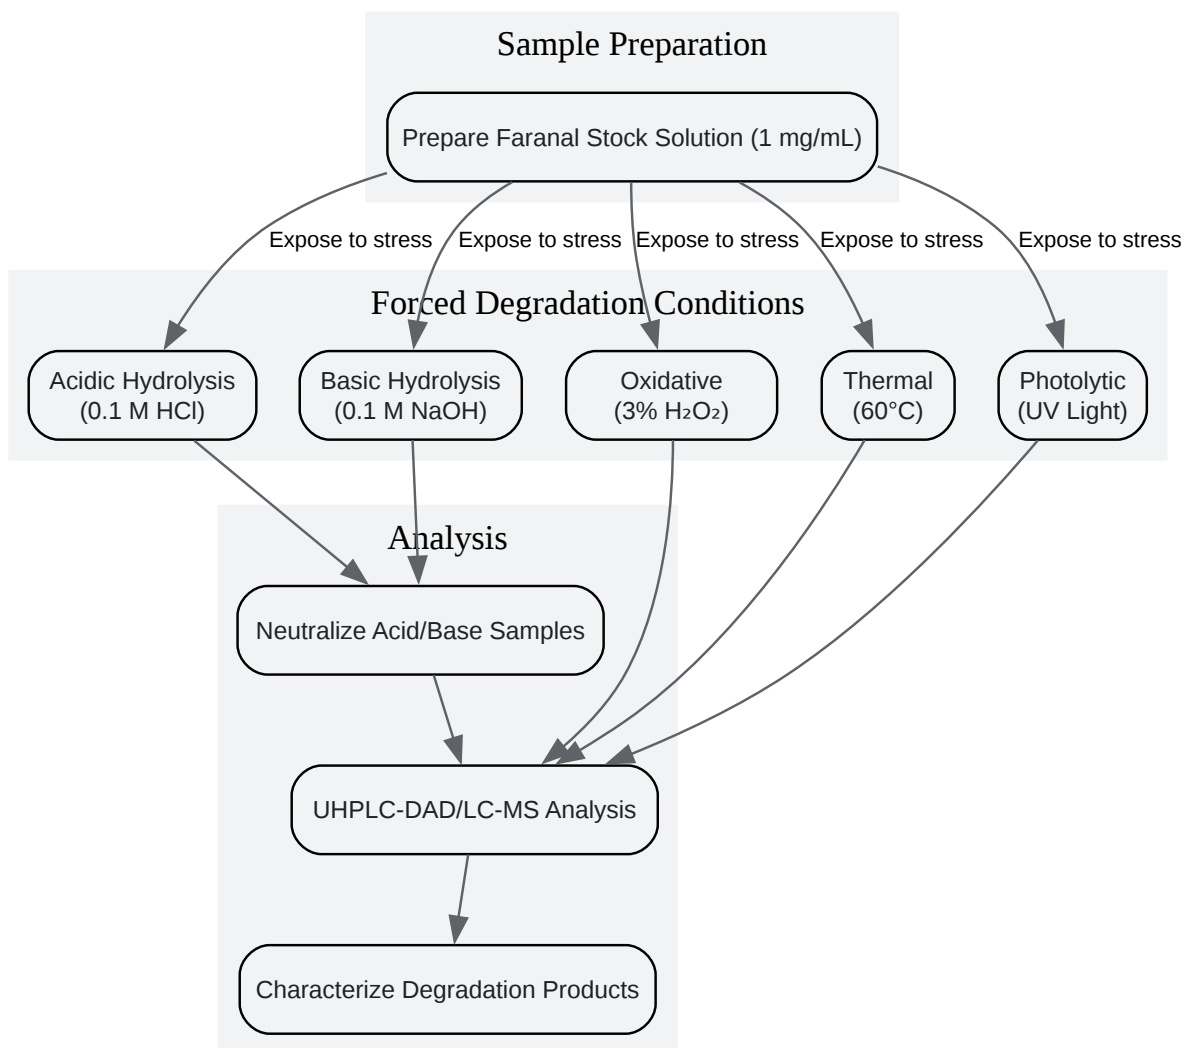 Sample Preparation
Prepare Faranal Stock Solution (1 mg/mL)
Expose to stress
Expose to stress
Expose to stress
Expose to stress
Expose to stress
Forced Degradation Conditions
Acidic Hydrolysis
(0.1 M HCl)
Basic Hydrolysis
(0.1 M NaOH)
Oxidative
(3% H₂O₂)
Thermal
(60°C)
Photolytic
(UV Light)
Analysis
Neutralize Acid/Base Samples
UHPLC-DAD/LC-MS Analysis
Characterize Degradation Products